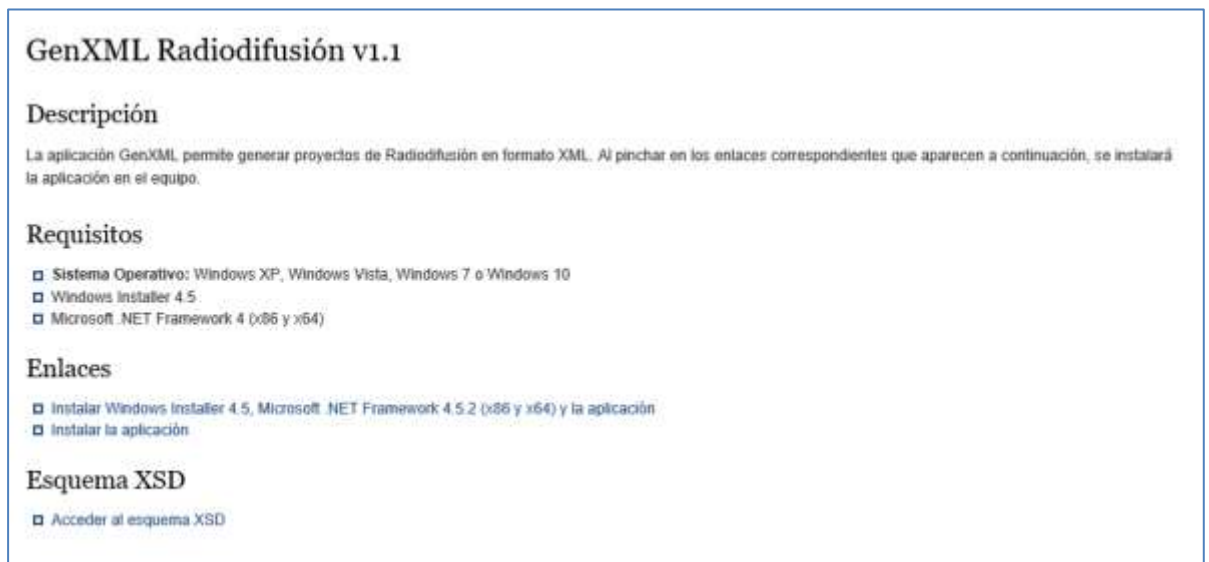 GenXML Radiodifusión v1.1
Descripción
La aplicación GenXML permite generar proyectos de Radiodifusión en formato XML. Al pinchar en los enlaces correspondientes que aparecen a continuación, se instalará
la aplicación en el equipo.
Requisitos
Sistema Operativo: Windows XP, Windows Vista, Windows 7 o Windows 10
Windows Installer 4.5
Microsoft .NET Framework 4 (x86 y x64)
Enlaces
Instalar Windows Installer 4.5, Microsoft .NET Framework 4.5.2 (x86 y x64) y la aplicación
Instalar la aplicación
Esquema XSD
Acceder al esquema XSD